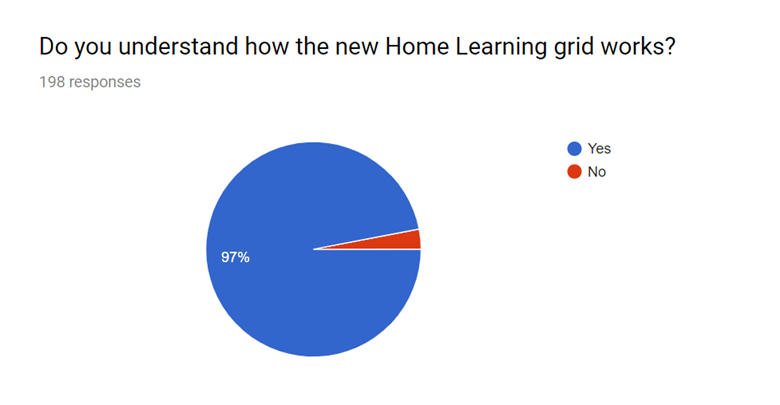 Do you understand how the new Home Learning grid works?
198 responses
Yes
No
97%